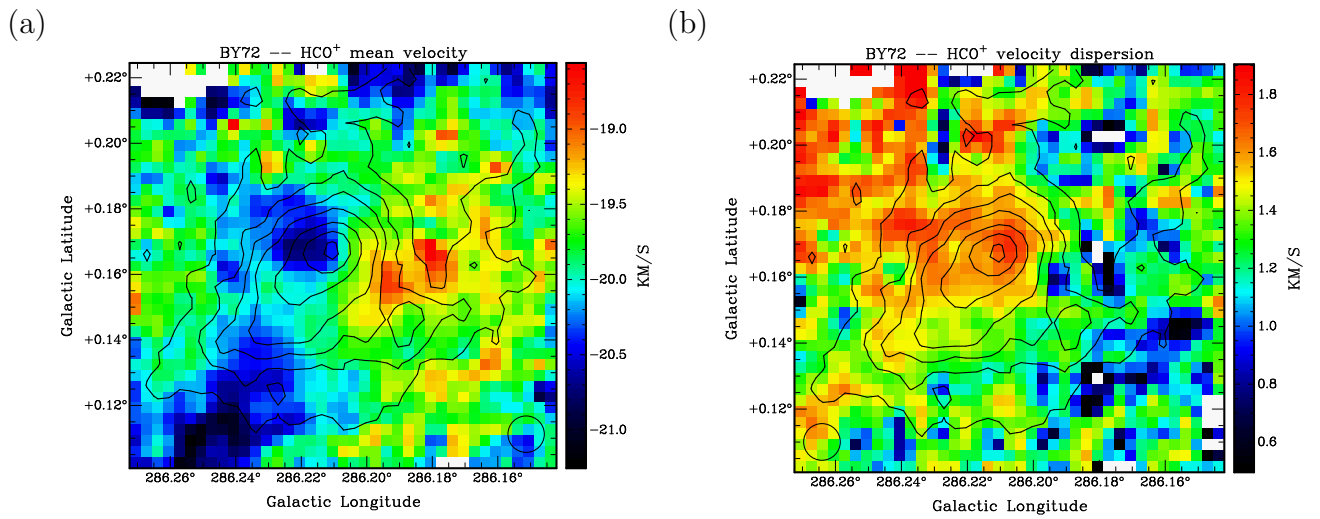 (a)
BY72 -- HCO⁺ mean velocity
+0.22°
+0.20°
+0.18°
+0.16°
+0.14°
+0.12°
Galactic Latitude
286.26° 286.24° 286.22° 286.20° 286.18° 286.16°
Galactic Longitude
−19.0
−19.5
−20.0
−20.5
−21.0
KM/S
(b)
BY72 -- HCO⁺ velocity dispersion
+0.22°
+0.20°
+0.18°
+0.16°
+0.14°
+0.12°
Galactic Latitude
286.26° 286.24° 286.22° 286.20° 286.18° 286.16°
Galactic Longitude
1.8
1.6
1.4
1.2
1.0
0.8
0.6
KM/S